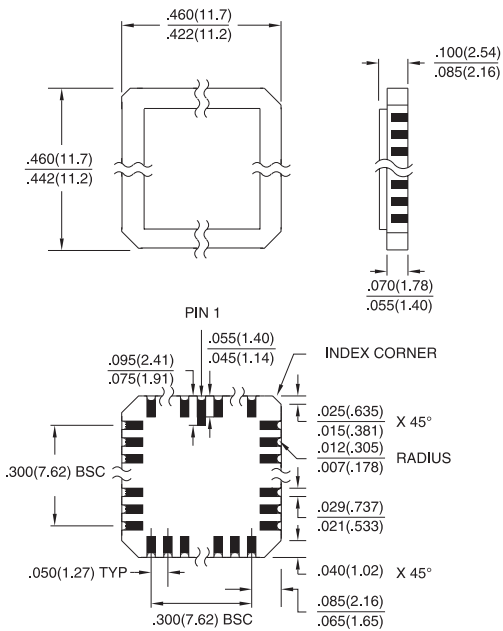 .460(11.7)
.422(11.2)
.100(2.54)
.085(2.16)
.460(11.7)
.442(11.2)
.070(1.78)
.055(1.40)
PIN 1
.055(1.40)
.045(1.14)
.095(2.41)
.075(1.91)
INDEX CORNER
.025(.635)
.015(.381)
X 45°
.012(.305)
.007(.178)
RADIUS
.300(7.62) BSC
.029(.737)
.021(.533)
.050(1.27) TYP
.040(1.02) X 45°
.085(2.16)
.065(1.65)
.300(7.62) BSC